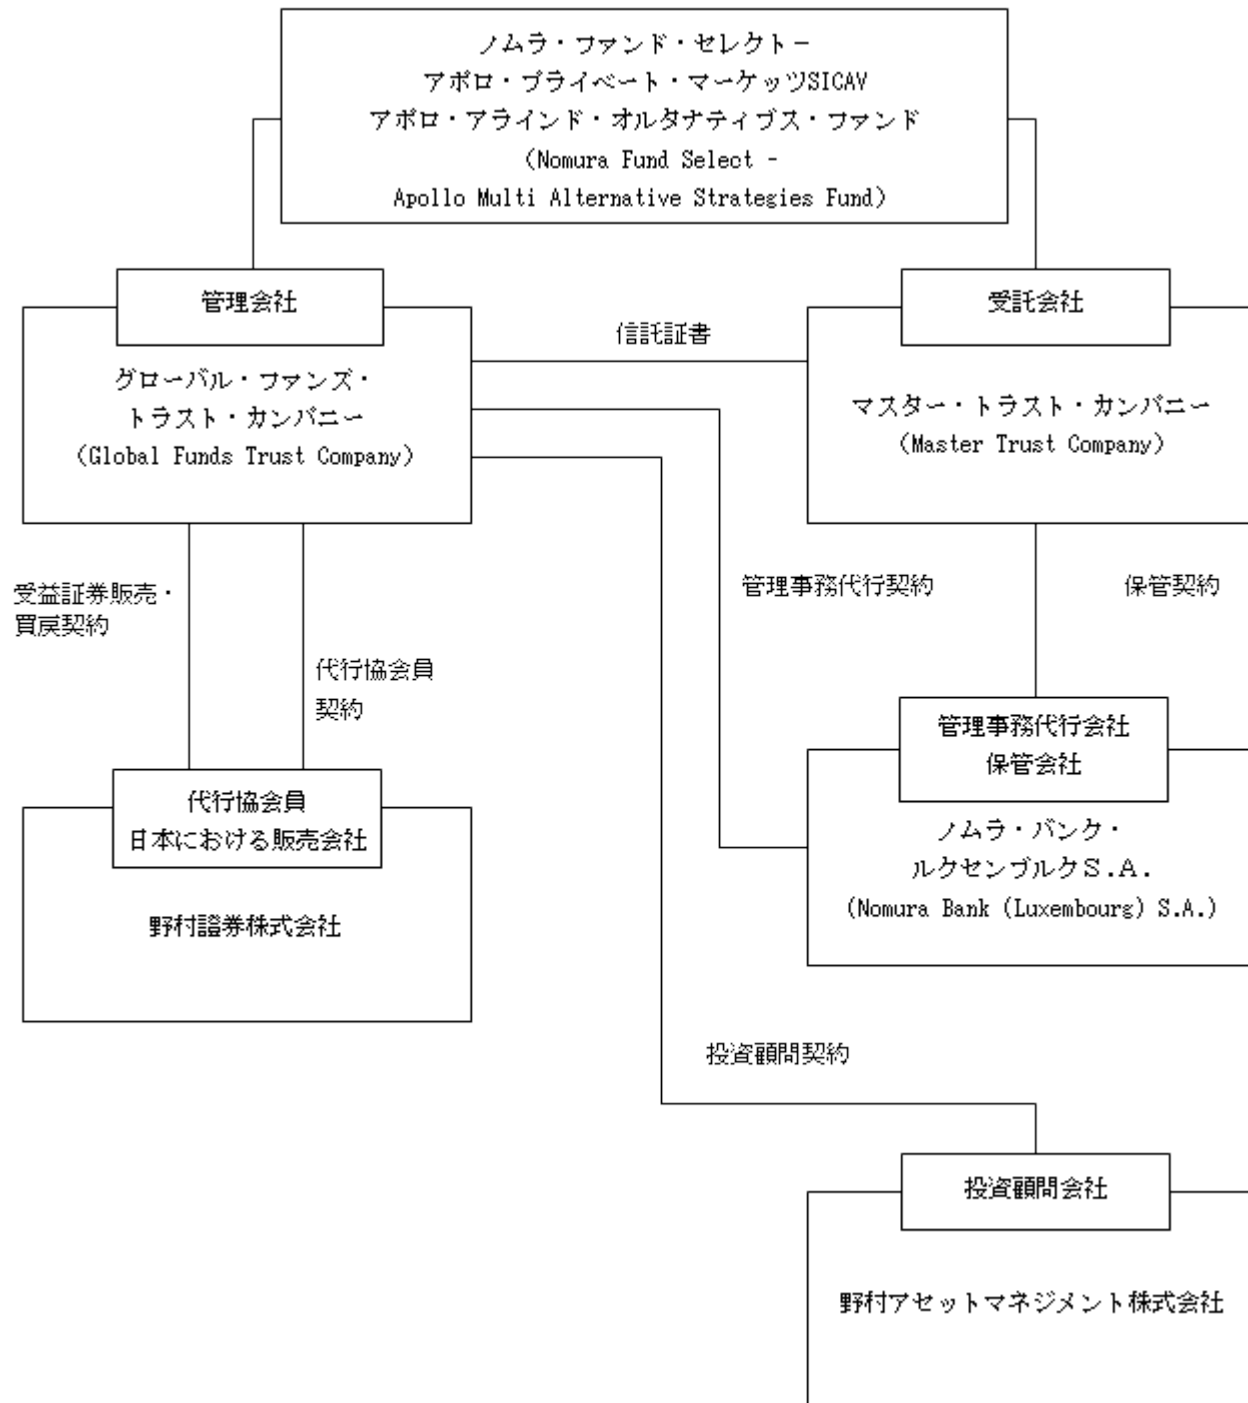 ノムラ・ファンド・セレクト－
アポロ・プライベート・マーケッツSICAV
アポロ・アラインド・オルタナティブス・ファンド
(Nomura Fund Select -
Apollo Multi Alternative Strategies Fund)
管理会社
グローバル・ファンズ・
トラスト・カンパニー
(Global Funds Trust Company)
信託証書
受託会社
マスター・トラスト・カンパニー
(Master Trust Company)
受益証券販売・
買戻契約
代行協会員
契約
管理事務代行契約
保管契約
代行協会員
日本における販売会社
野村證券株式会社
管理事務代行会社
保管会社
ノムラ・バンク・
ルクセンブルクＳ.Ａ.
(Nomura Bank (Luxembourg) S.A.)
投資顧問契約
投資顧問会社
野村アセットマネジメント株式会社